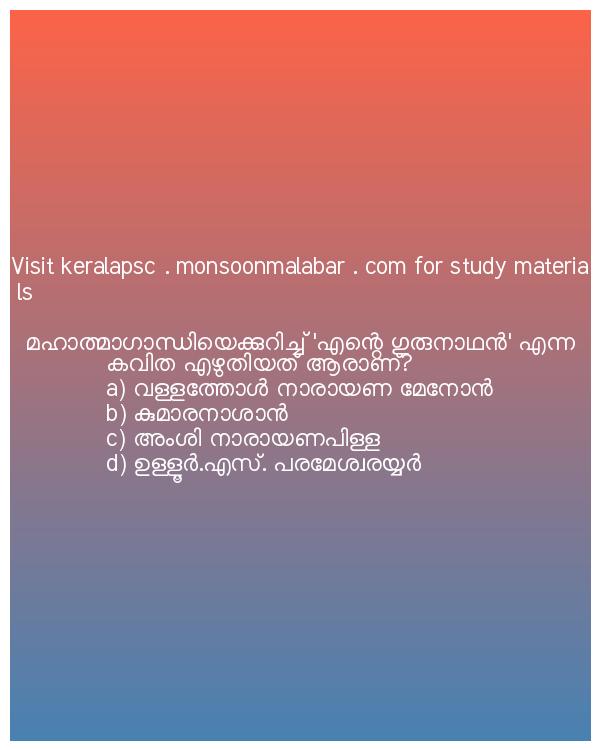 Visit keralapsc . monsoonmalabar . com for study materia
ls
മഹാത്മാഗാന്ധിയെക്കുറിച്ച് 'എന്റെ ഗുരുനാഥൻ' എന്ന
കവിത എഴുതിയത് ആരാണ്?
a) വള്ളത്തോൾ നാരായണ മേനോൻ
b) കുമാരനാശാൻ
c) അംശി നാരായണപിള്ള
d) ഉള്ളൂർ.എസ്. പരമേശ്വരയ്യർ